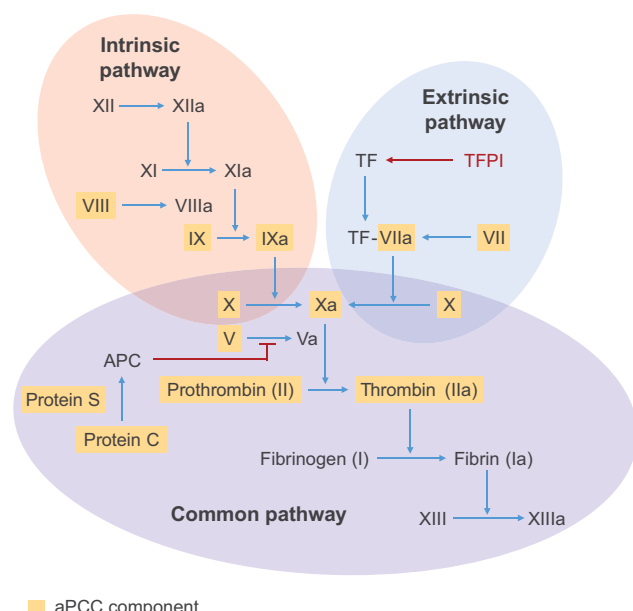 Intrinsic
pathway
Extrinsic
pathway
XII
XIIa
XI
XIa
TF
TFPI
VIII
VIIIa
IX
IXa
TF-VIIa
VII
X
Xa
X
V
Va
APC
Protein S
Prothrombin (II)
Thrombin (IIa)
Protein C
Fibrinogen (I)
Fibrin (Ia)
Common pathway
XIII
XIIIa
aPCC component